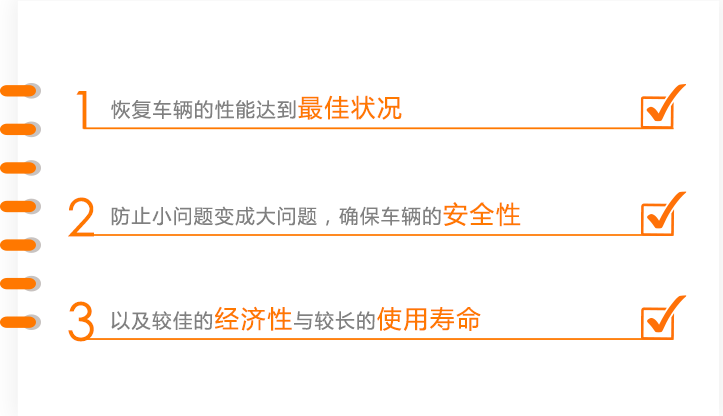 1 恢复车辆的性能达到最佳状况
2 防止小问题变成大问题，确保车辆的安全性
3 以及较佳的经济性与较长的使用寿命